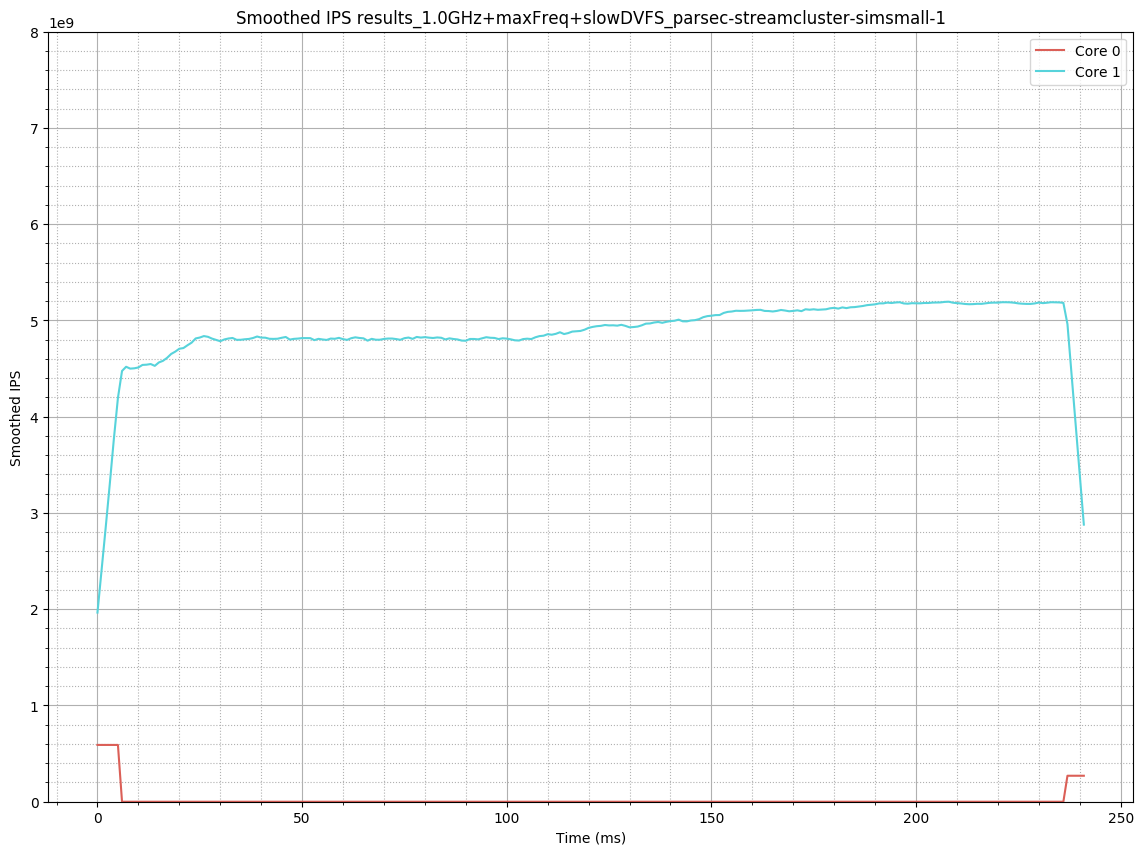 Smoothed IPS results_1.0GHz+maxFreq+slowDVFS_parsec-streamcluster-simsmall-1
1e9
8
7
6
5
4
3
2
1
0
Smoothed IPS
Core 0
Core 1
0 50 100 150 200 250
Time (ms)